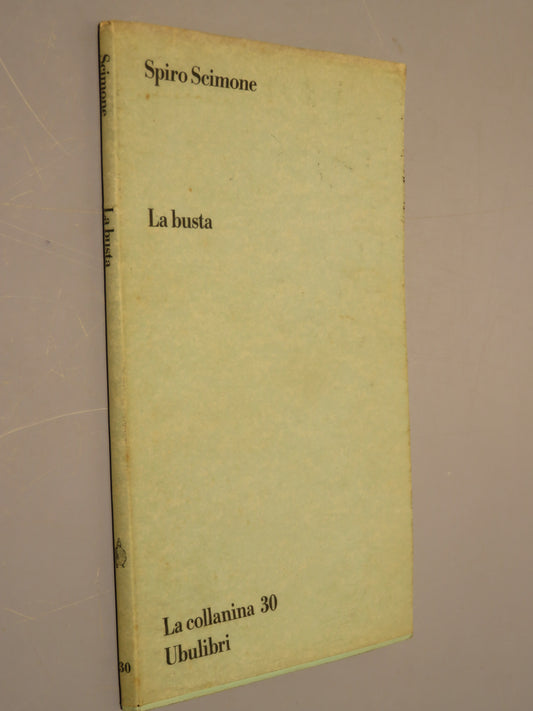 Spiro Scimone
La busta
La collanina 30
Ubulibri
Scimone
La busta
30